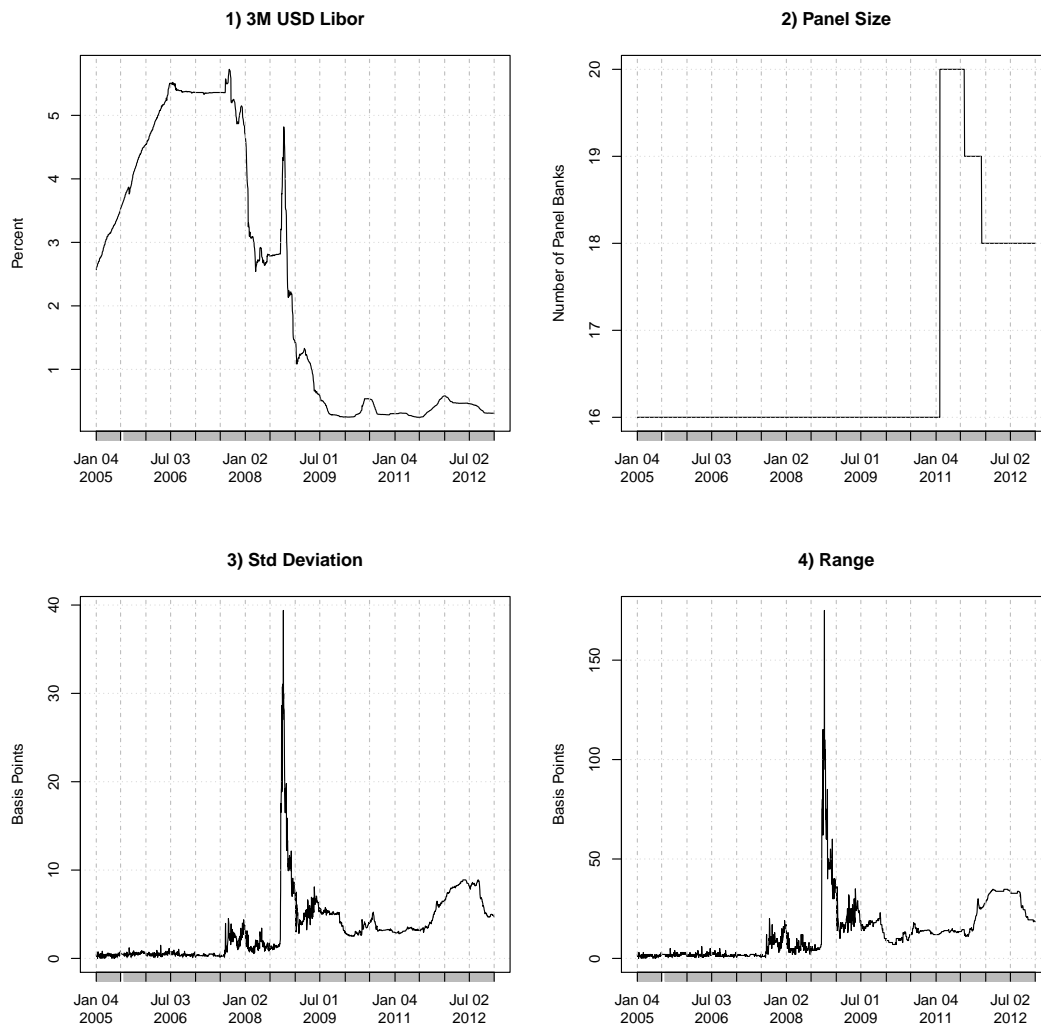 1) 3M USD Libor
Percent
5
4
3
2
1
Jan 04 Jul 03 Jan 02 Jul 01 Jan 04 Jul 02
2005 2006 2008 2009 2011 2012
2) Panel Size
Number of Panel Banks
20
19
18
17
16
Jan 04 Jul 03 Jan 02 Jul 01 Jan 04 Jul 02
2005 2006 2008 2009 2011 2012
3) Std Deviation
Basis Points
40
30
20
10
0
Jan 04 Jul 03 Jan 02 Jul 01 Jan 04 Jul 02
2005 2006 2008 2009 2011 2012
4) Range
Basis Points
150
100
50
0
Jan 04 Jul 03 Jan 02 Jul 01 Jan 04 Jul 02
2005 2006 2008 2009 2011 2012